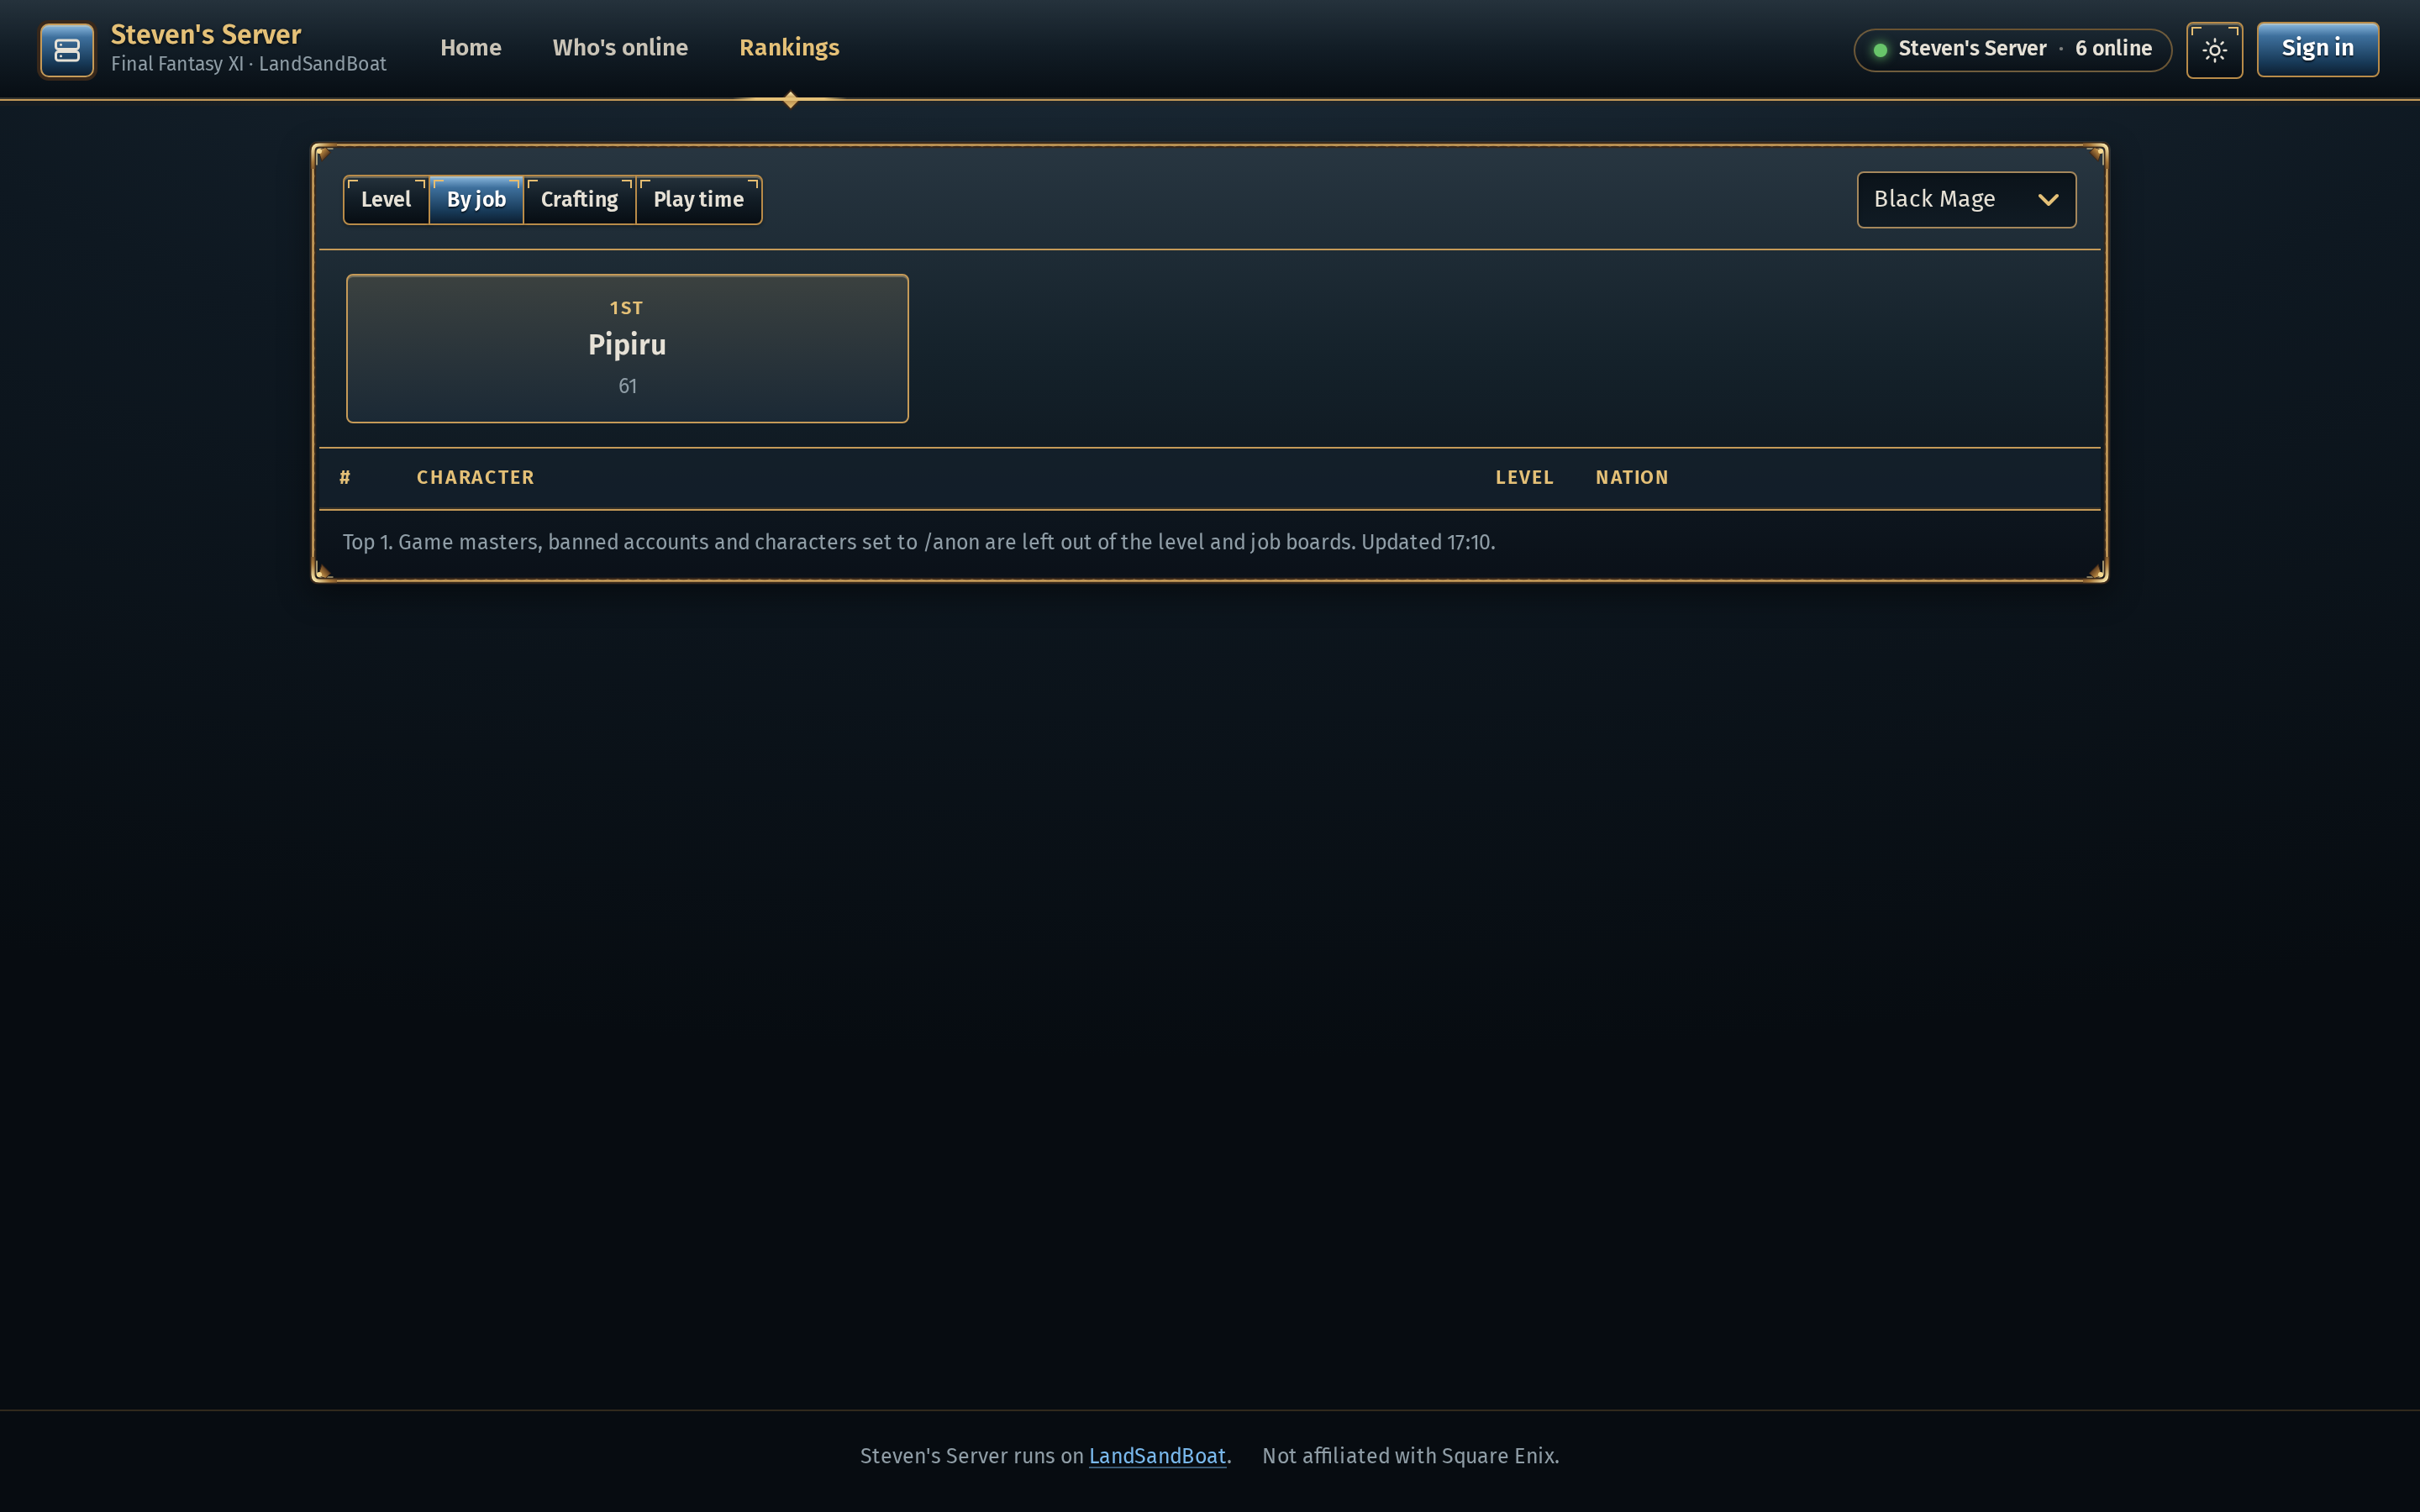 Steven's Server
Final Fantasy XI · LandSandBoat
Home
Who's online
Rankings
Steven's Server · 6 online
Sign in
Level
By job
Crafting
Play time
Black Mage
1ST
Pipiru
61
# CHARACTER LEVEL NATION
Top 1. Game masters, banned accounts and characters set to /anon are left out of the level and job boards. Updated 17:10.
Steven's Server runs on LandSandBoat. Not affiliated with Square Enix.